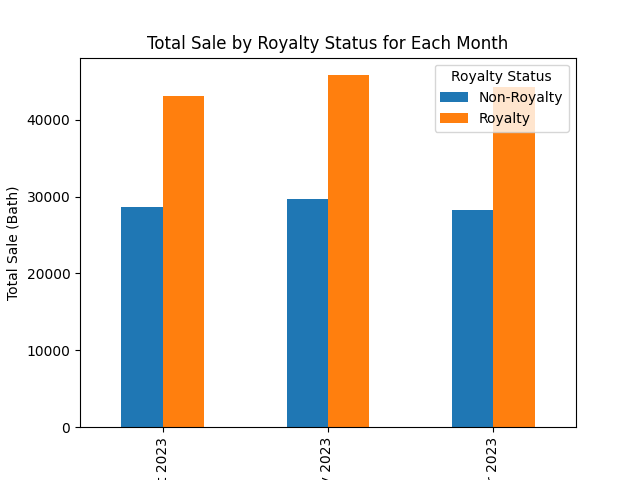 Total Sale by Royalty Status for Each Month
Royalty Status
Non-Royalty
Royalty
Total Sale (Bath)
40000
30000
20000
10000
0
2023
2023
2023